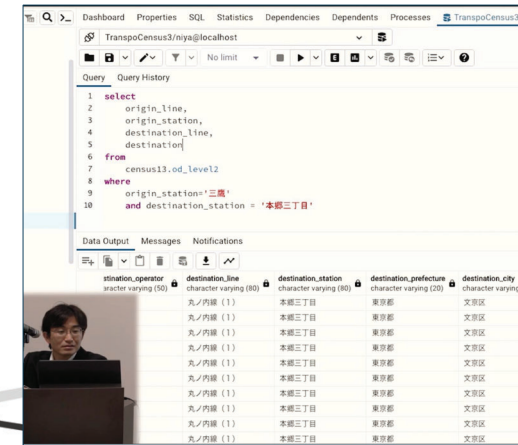 Dashboard Properties SQL Statistics Dependencies Dependents Processes TranspoCensus3
TranspoCensus3/niya@localhost
No limit
Query Query History
1 select
2 origin_line,
3 origin_station,
4 destination_line,
5 destination
6 from
7 census13.od_level2
8 where
9 origin_station='三鷹'
10 and destination_station = '本郷三丁目'
Data Output Messages Notifications
destination_line destination_station destination_prefecture destination_city
character varying (50) character varying (80) character varying (80) character varying (20)
丸ノ内線 (1) 本郷三丁目 東京都 文京区
丸ノ内線 (1) 本郷三丁目 東京都 文京区
丸ノ内線 (1) 本郷三丁目 東京都 文京区
丸ノ内線 (1) 本郷三丁目 東京都 文京区
丸ノ内線 (1) 本郷三丁目 東京都 文京区
丸ノ内線 (1) 本郷三丁目 東京都 文京区
丸ノ内線 (1) 本郷三丁目 東京都 文京区
丸ノ内線 (1) 本郷三丁目 東京都 文京区
丸ノ内線 (1) 本郷三丁目 東京都 文京区
丸ノ内線 (1) 本郷三丁目 東京都 文京区